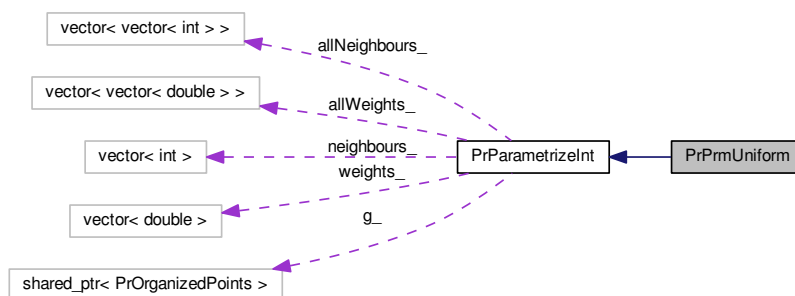 vector< vector< int > >
allNeighbours_
vector< vector< double > >
allWeights_
vector< int >
neighbours_
PrParametrizeInt
PrPrmUniform
weights_
vector< double >
g_
shared_ptr< PrOrganizedPoints >